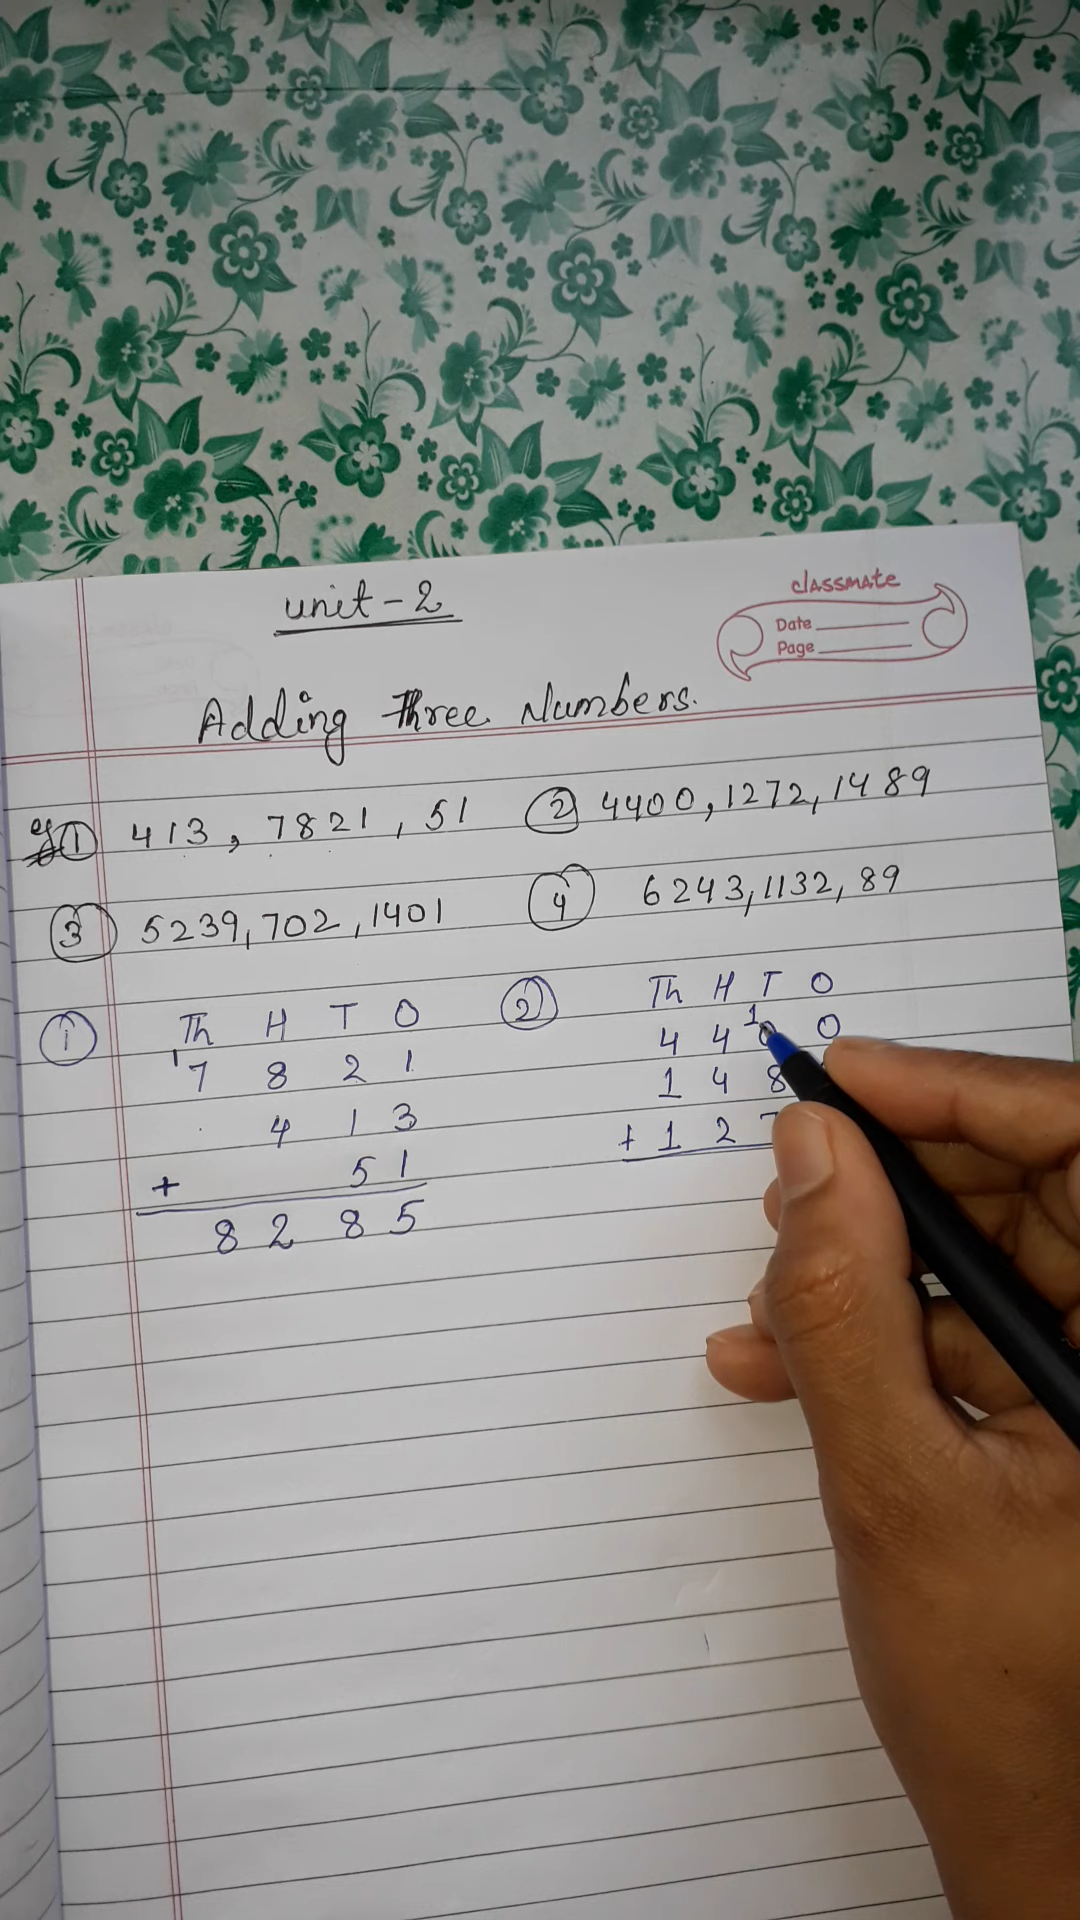 unit-2
classmate
Date
Page
Adding Three Numbers.
① 413, 7821, 51 ② 4400, 1272, 1489
③ 5239, 702, 1401 ④ 6243, 1132, 89
① Th H T O ② Th H T O
1 1
7 8 2 1 4 4 0 0
4 1 3 1 4 8
+ 5 1 + 1 2
8 2 8 5